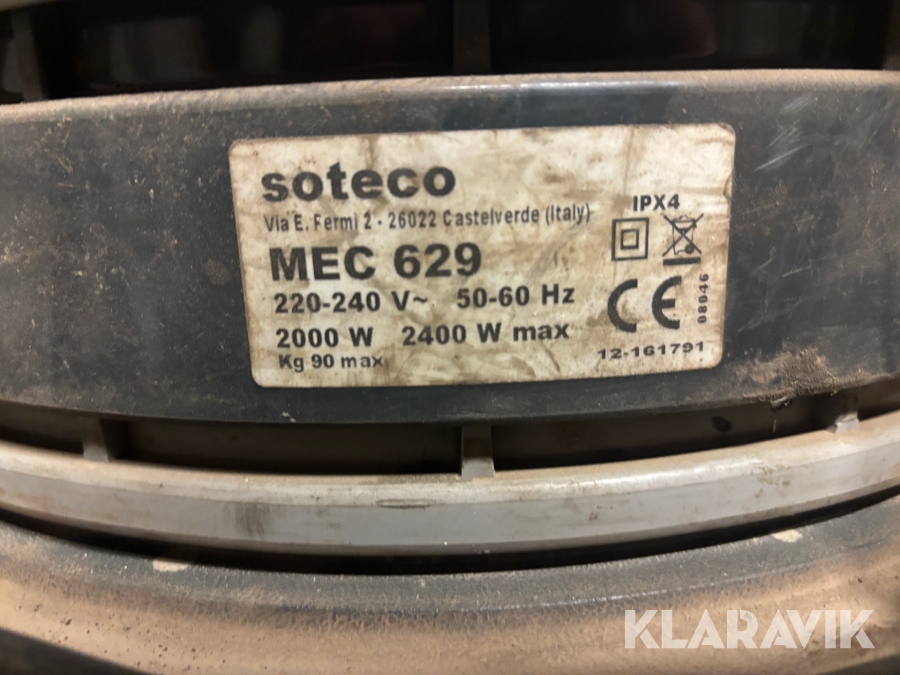 soteco
Via E. Fermi 2 - 26022 Castelverde (Italy)
IPX4
MEC 629
220-240 V~ 50-60 Hz
2000 W 2400 W max
Kg 90 max
CE
08046
12-161791
KLARAVIK